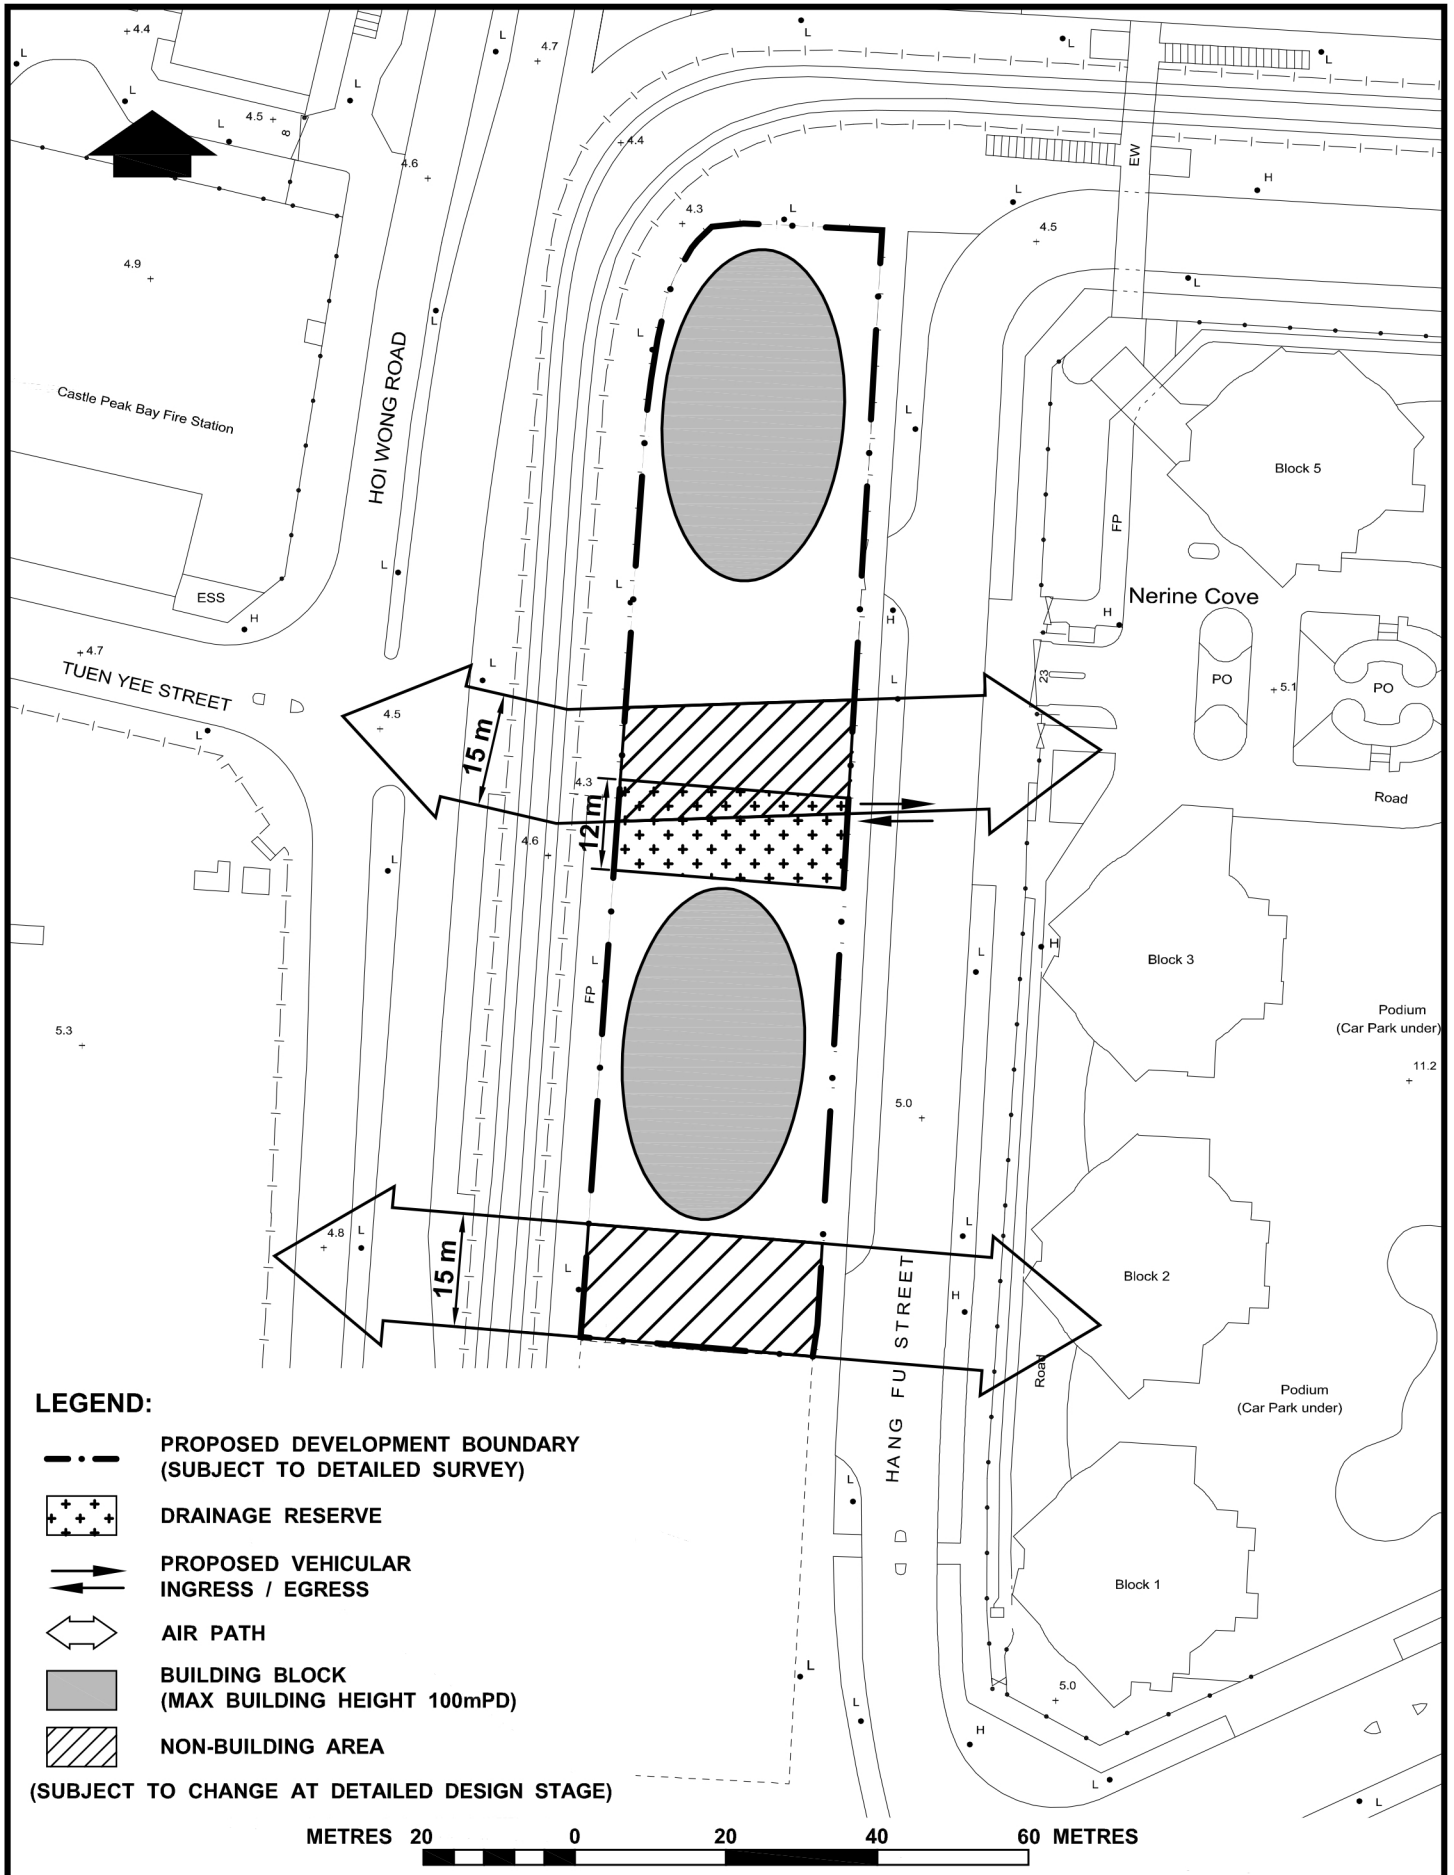 L
4.4
L
4.7
L
L
L
L
L
L
4.5
8
4.4
4.6
EW
H
L
4.3
L
4.5
4.9
L
L
L
HOI WONG ROAD
Castle Peak Bay Fire Station
L
Block 5
FP
L
L
ESS
H
H
H
Nerine Cove
4.7
TUEN YEE STREET
L
L
23
PO
5.1
PO
4.5
L
15 m
4.3
12 m
Road
4.6
L
Block 3
H
L
L
FP
Podium
(Car Park under)
5.3
11.2
5.0
4.8
L
L
15 m
L
Block 2
H
HANG FU STREET
Road
Podium
(Car Park under)
LEGEND:
PROPOSED DEVELOPMENT BOUNDARY
(SUBJECT TO DETAILED SURVEY)
DRAINAGE RESERVE
PROPOSED VEHICULAR
INGRESS / EGRESS
AIR PATH
BUILDING BLOCK
(MAX BUILDING HEIGHT 100mPD)
NON-BUILDING AREA
(SUBJECT TO CHANGE AT DETAILED DESIGN STAGE)
L
Block 1
L
5.0
L
H
L
L
METRES 20 0 20 40 60 METRES